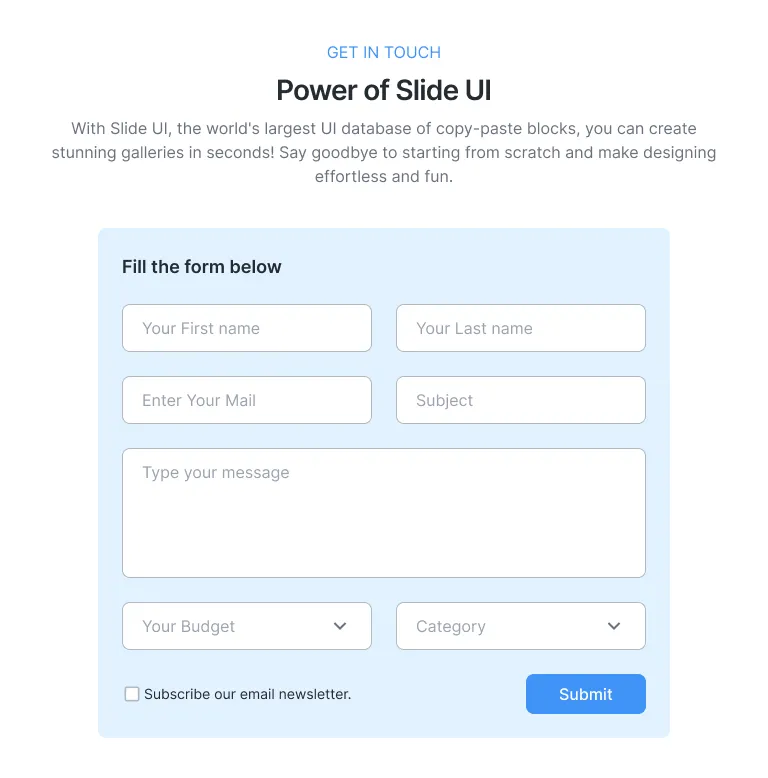 GET IN TOUCH
Power of Slide UI
With Slide UI, the world's largest UI database of copy-paste blocks, you can create
stunning galleries in seconds! Say goodbye to starting from scratch and make designing
effortless and fun.
Fill the form below
Your First name
Your Last name
Enter Your Mail
Subject
Type your message
Your Budget
Category
Subscribe our email newsletter.
Submit